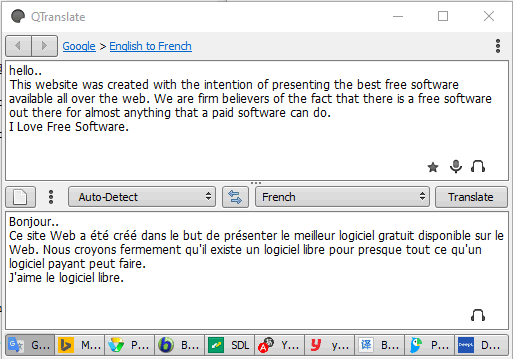 QTranslate
Google > English to French
hello..
This website was created with the intention of presenting the best free software
available all over the web. We are firm believers of the fact that there is a free software
out there for almost anything that a paid software can do.
I Love Free Software.
Auto-Detect French Translate
Bonjour..
Ce site Web a été créé dans le but de présenter le meilleur logiciel gratuit disponible sur le
Web. Nous croyons fermement qu'il existe un logiciel libre pour presque tout ce qu'un
logiciel payant peut faire.
J'aime le logiciel libre.
G... M... P... B... SDL Y... y... B... P... D...